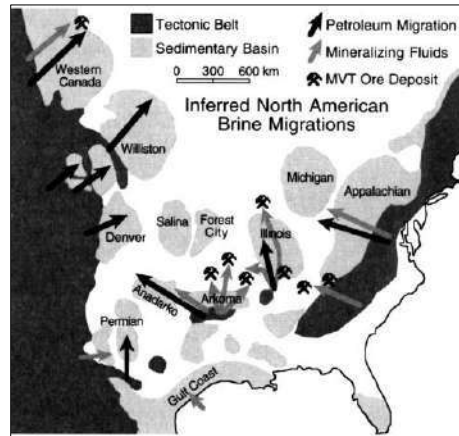 Tectonic Belt
Sedimentary Basin
0 300 600 km
Petroleum Migration
Mineralizing Fluids
MVT Ore Deposit
Inferred North American
Brine Migrations
Western
Canada
Williston
Michigan
Appalachian
Denver
Salina
Forest
City
Illinois
Anadarko
Arkoma
Permian
Gulf Coast